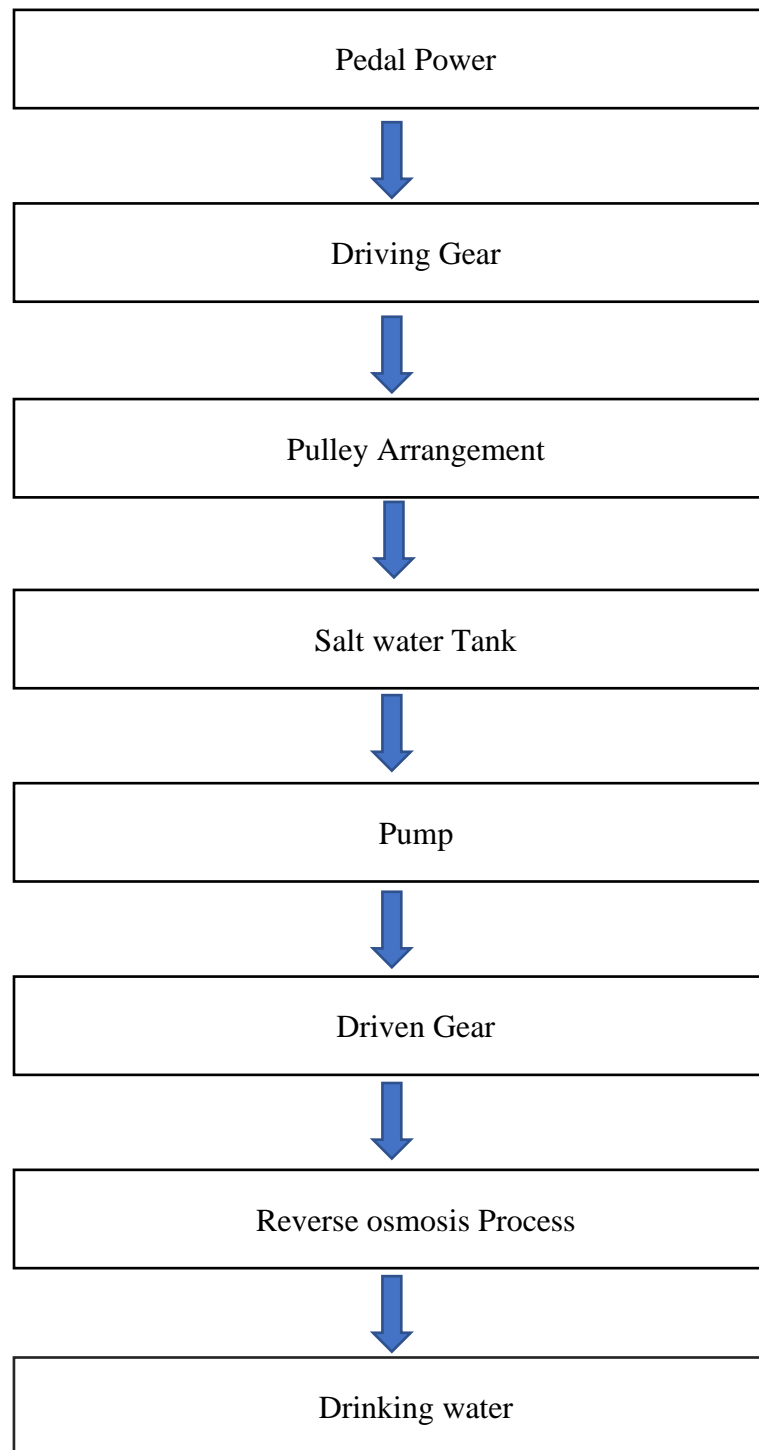 Pedal Power
Driving Gear
Pulley Arrangement
Salt water Tank
Pump
Driven Gear
Reverse osmosis Process
Drinking water